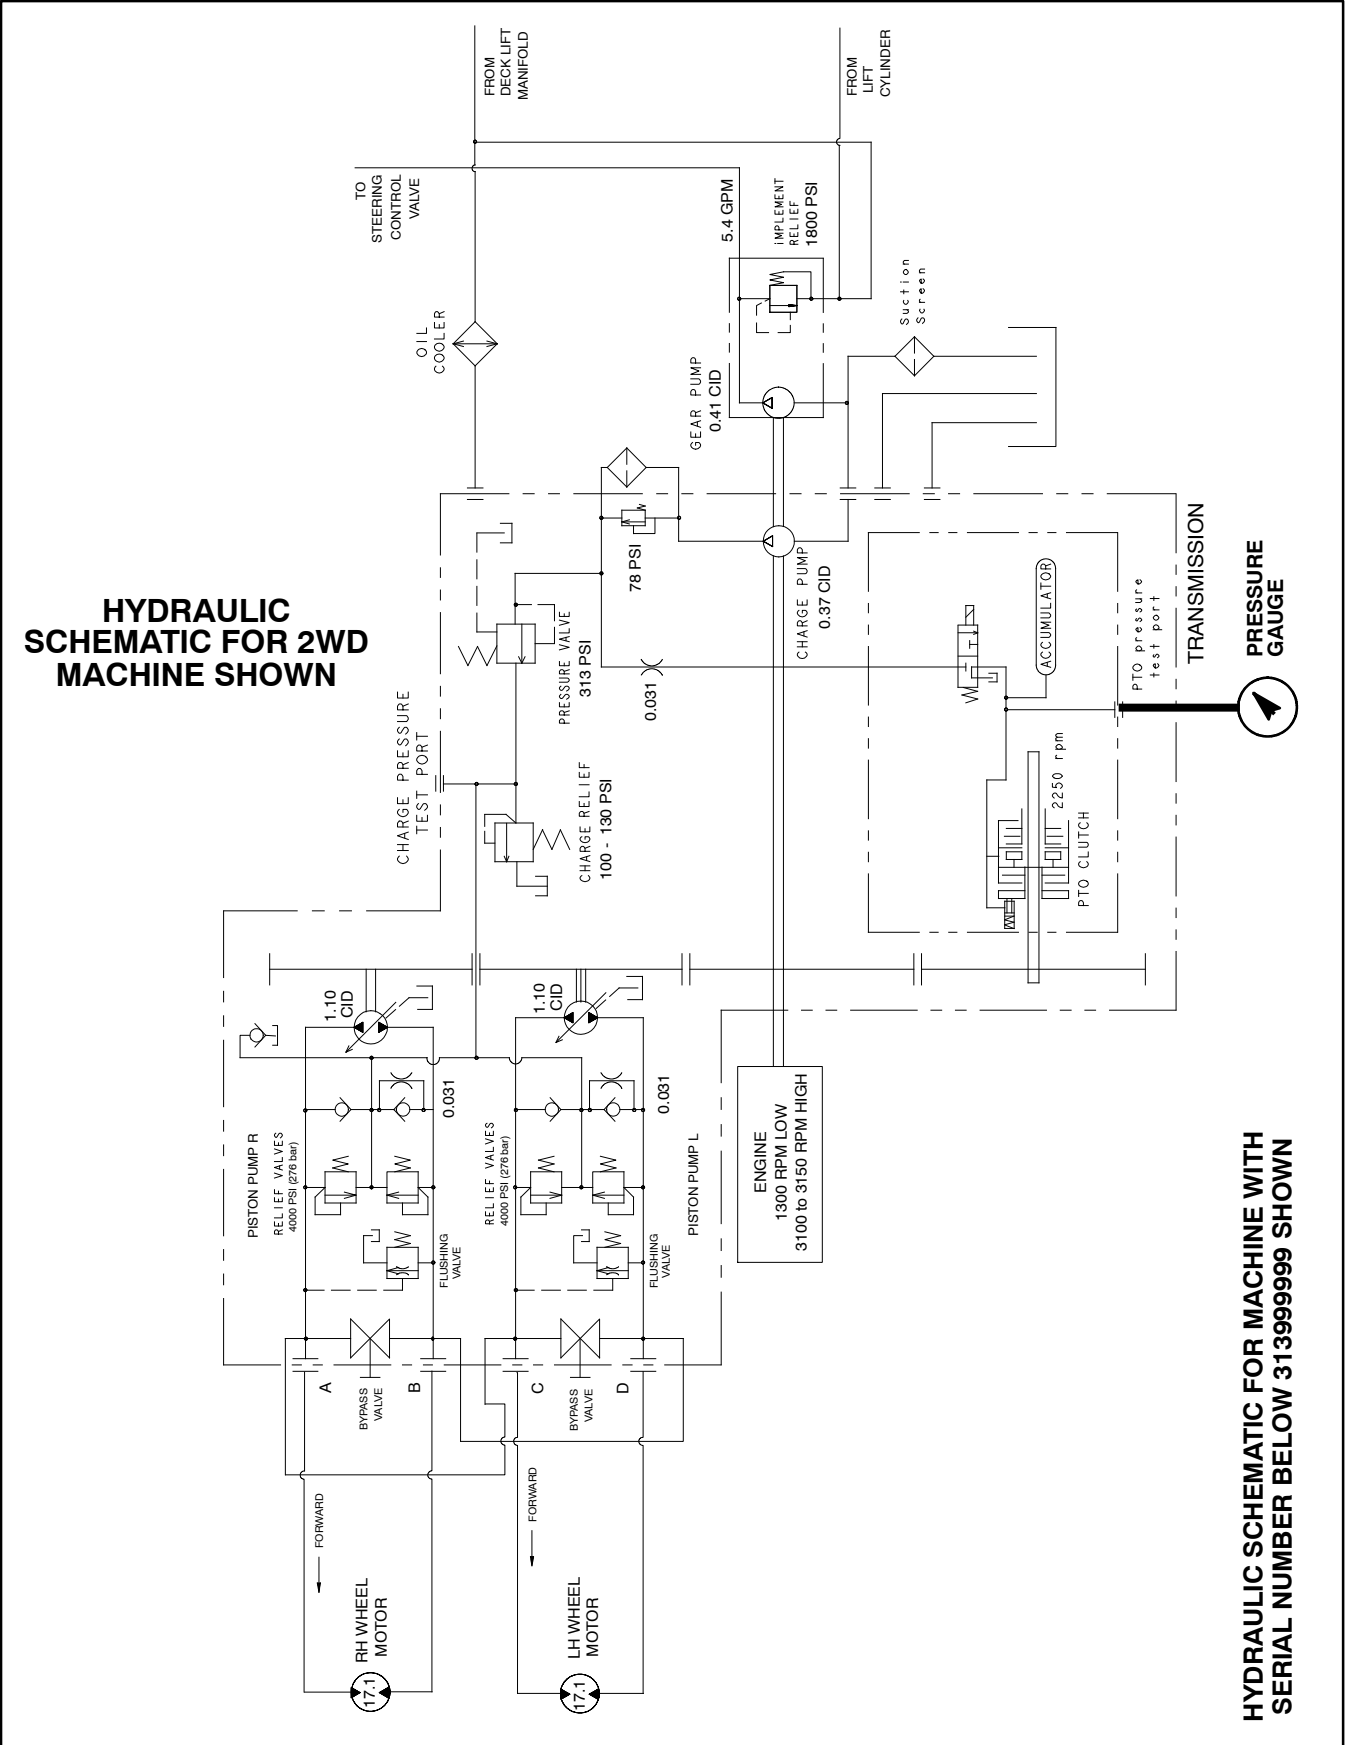 HYDRAULIC
SCHEMATIC FOR 2WD
MACHINE SHOWN
FROM
DECK LIFT
MANIFOLD
FROM
LIFT
CYLINDER
TO
STEERING
CONTROL
VALVE
5.4 GPM
iMPLEMENT
RELIEF
1800 PSI
OIL
COOLER
Suction
Screen
GEAR PUMP
0.41 CID
78 PSI
CHARGE PUMP
0.37 CID
PRESSURE VALVE
313 PSI
0.031
CHARGE PRESSURE
TEST PORT
CHARGE RELIEF
100 - 130 PSI
ACCUMULATOR
PTO pressure
test port
TRANSMISSION
PRESSURE
GAUGE
2250 rpm
PTO CLUTCH
1.10
CID
1.10
CID
0.031
0.031
PISTON PUMP R
RELIEF VALVES
4000 PSI (276 bar)
RELIEF VALVES
4000 PSI (276 bar)
PISTON PUMP L
FLUSHING
VALVE
FLUSHING
VALVE
ENGINE
1300 RPM LOW
3100 to 3150 RPM HIGH
A
BYPASS
VALVE
B
C
BYPASS
VALVE
D
FORWARD
FORWARD
RH WHEEL
MOTOR
17.1
LH WHEEL
MOTOR
17.1
HYDRAULIC SCHEMATIC FOR MACHINE WITH
SERIAL NUMBER BELOW 313999999 SHOWN